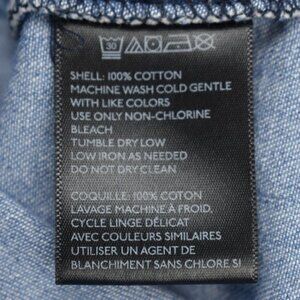 30
SHELL: 100% COTTON
MACHINE WASH COLD GENTLE
WITH LIKE COLORS
USE ONLY NON-CHLORINE
BLEACH
TUMBLE DRY LOW
LOW IRON AS NEEDED
DO NOT DRY CLEAN
COQUILLE: 100% COTON
LAVAGE MACHINE À FROID,
CYCLE LINGE DÉLICAT
AVEC COULEURS SIMILAIRES
UTILISER UN AGENT DE
BLANCHIMENT SANS CHLORE SI